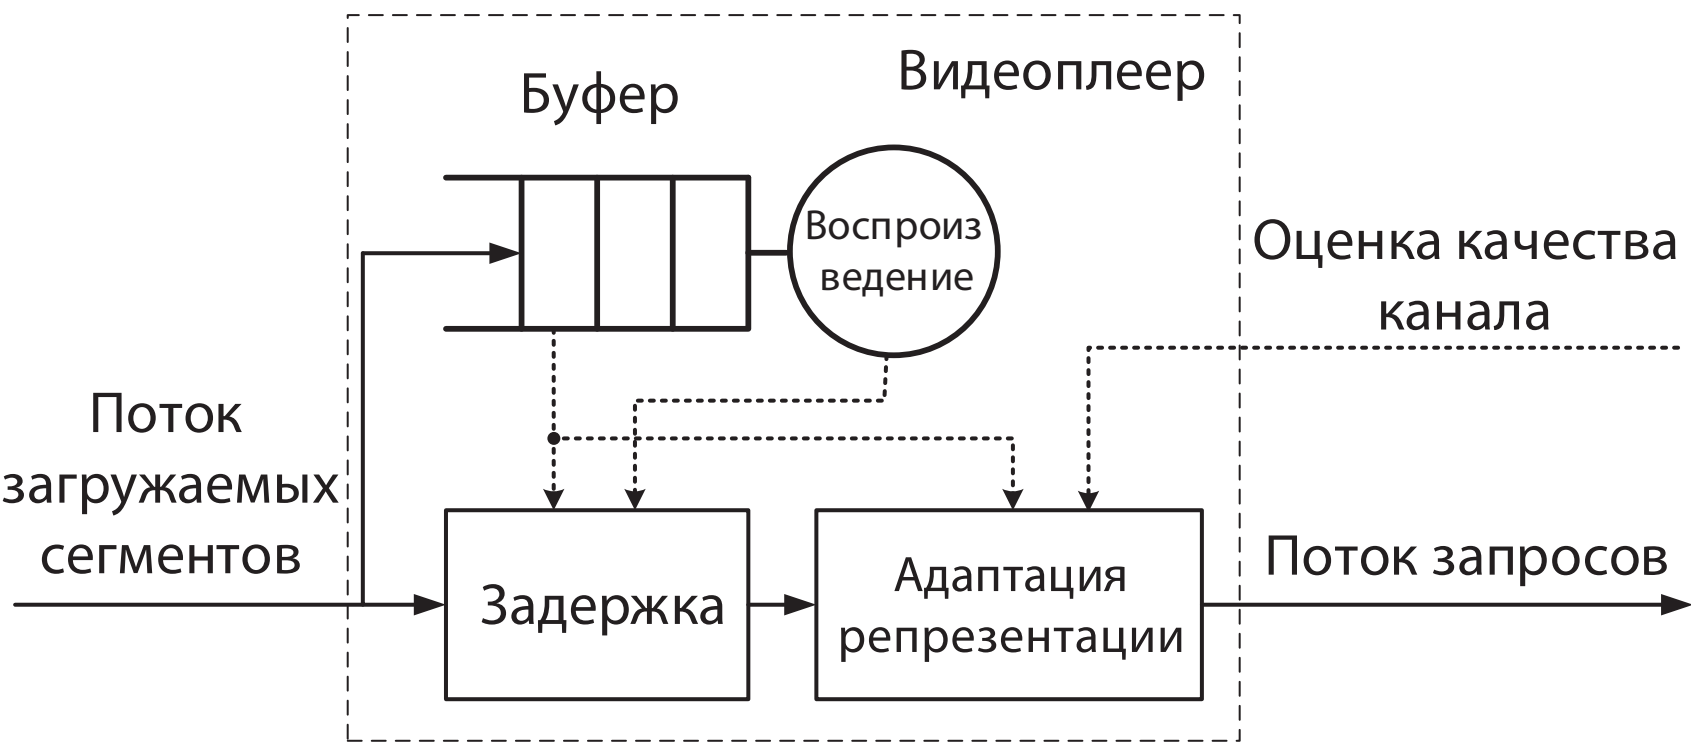 Видеоплеер
Буфер
Воспроиз
ведение
Оценка качества
канала
Поток
загружаемых
сегментов
Задержка
Адаптация
репрезентации
Поток запросов